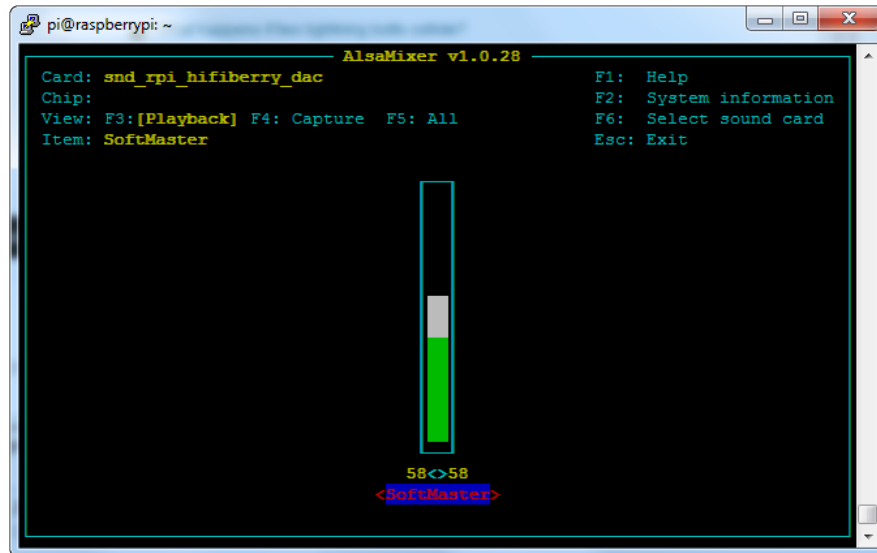 pi@raspberrypi: ~
AlsaMixer v1.0.28
Card: snd_rpi_hifiberry_dac F1: Help
Chip: F2: System information
View: F3:[Playback] F4: Capture F5: All F6: Select sound card
Item: SoftMaster Esc: Exit
58<>58
<SoftMaster>